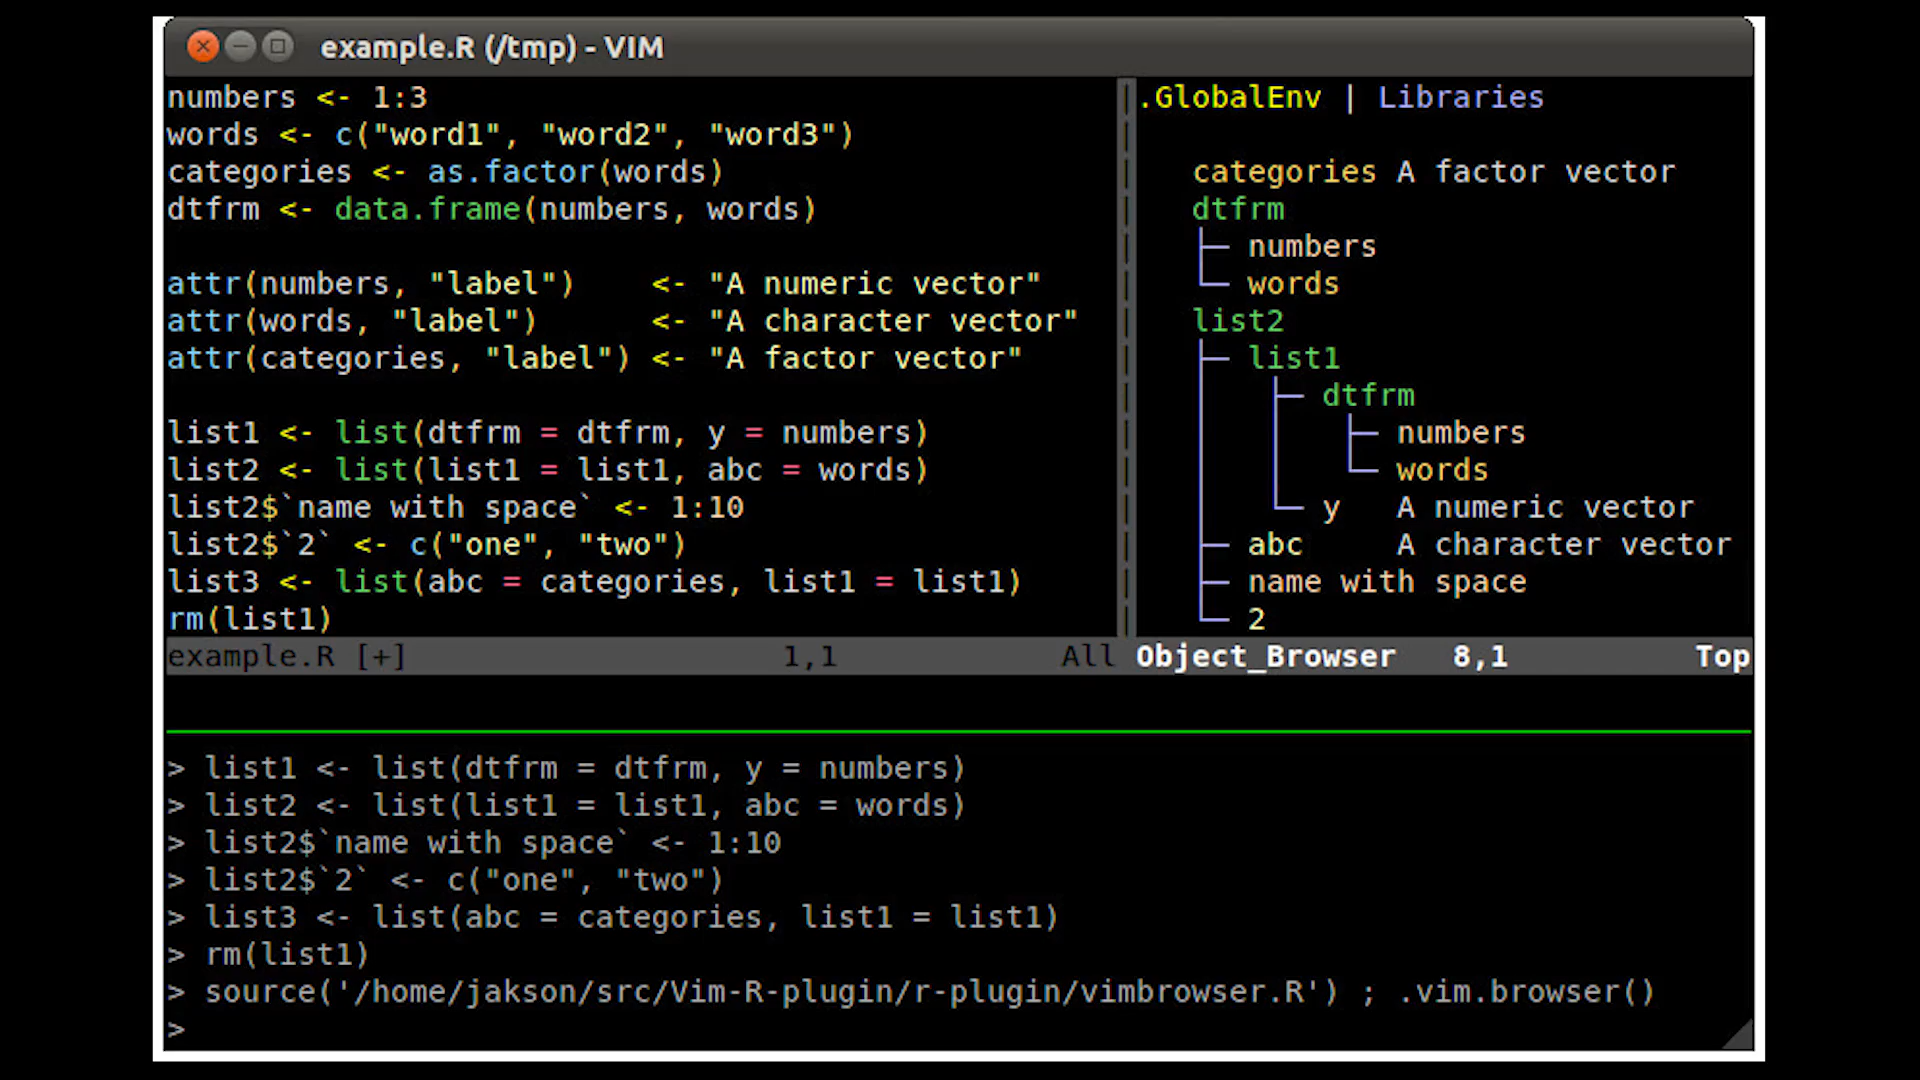 example.R (/tmp) - VIM
numbers <- 1:3
words <- c("word1", "word2", "word3")
categories <- as.factor(words)
dtfrm <- data.frame(numbers, words)
attr(numbers, "label")    <- "A numeric vector"
attr(words, "label")      <- "A character vector"
attr(categories, "label") <- "A factor vector"
list1 <- list(dtfrm = dtfrm, y = numbers)
list2 <- list(list1 = list1, abc = words)
list2$`name with space` <- 1:10
list2$`2` <- c("one", "two")
list3 <- list(abc = categories, list1 = list1)
rm(list1)
example.R [+] 1,1 All
.GlobalEnv | Libraries
categories A factor vector
dtfrm
numbers
words
list2
list1
dtfrm
numbers
words
y A numeric vector
abc A character vector
name with space
2
Object_Browser 8,1 Top
> list1 <- list(dtfrm = dtfrm, y = numbers)
> list2 <- list(list1 = list1, abc = words)
> list2$`name with space` <- 1:10
> list2$`2` <- c("one", "two")
> list3 <- list(abc = categories, list1 = list1)
> rm(list1)
> source('/home/jakson/src/Vim-R-plugin/r-plugin/vimbrowser.R') ; .vim.browser()
>